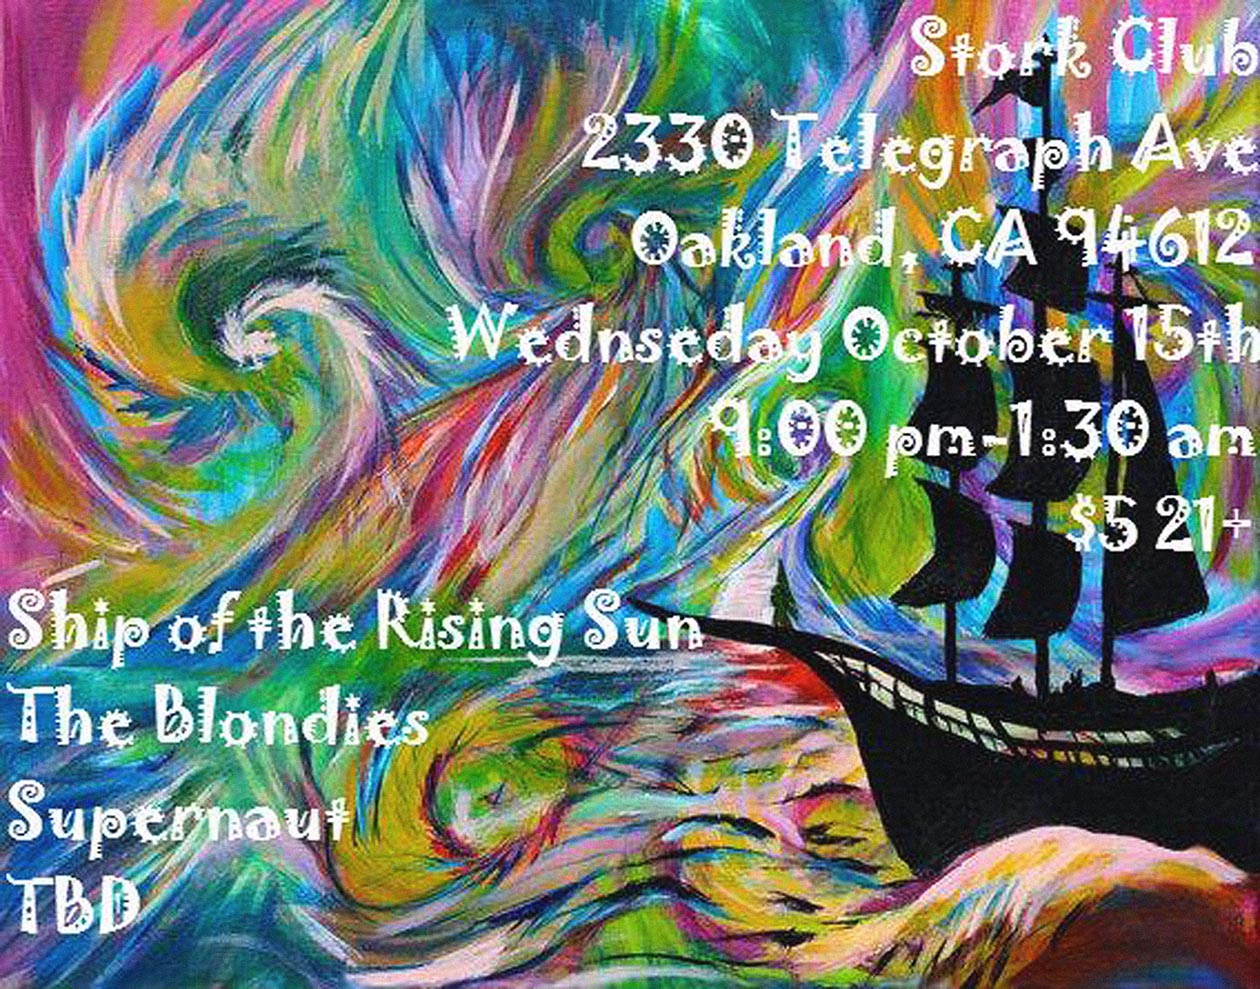 Stork Club
2330 Telegraph Ave
Oakland, CA 94612
Wednseday October 15th
9:00 pm-1:30 am
$5 21+
Ship of the Rising Sun
The Blondies
Supernaut
TBD